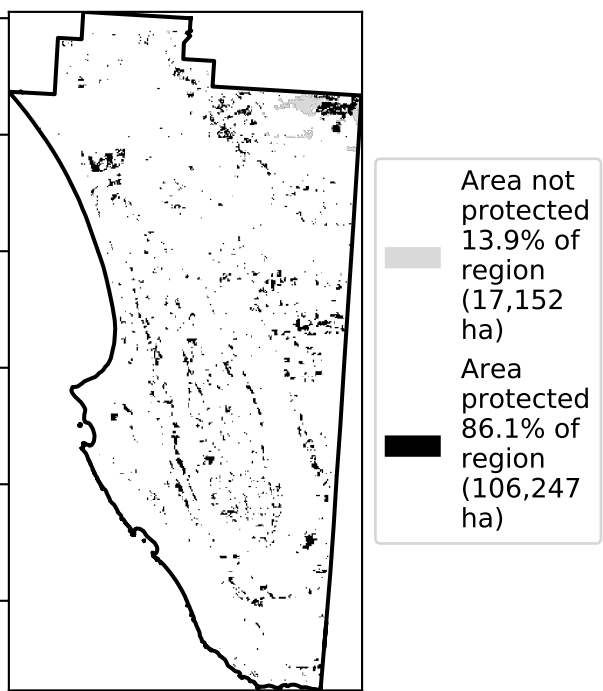 Area not
protected
13.9% of
region
(17,152
ha)
Area
protected
86.1% of
region
(106,247
ha)